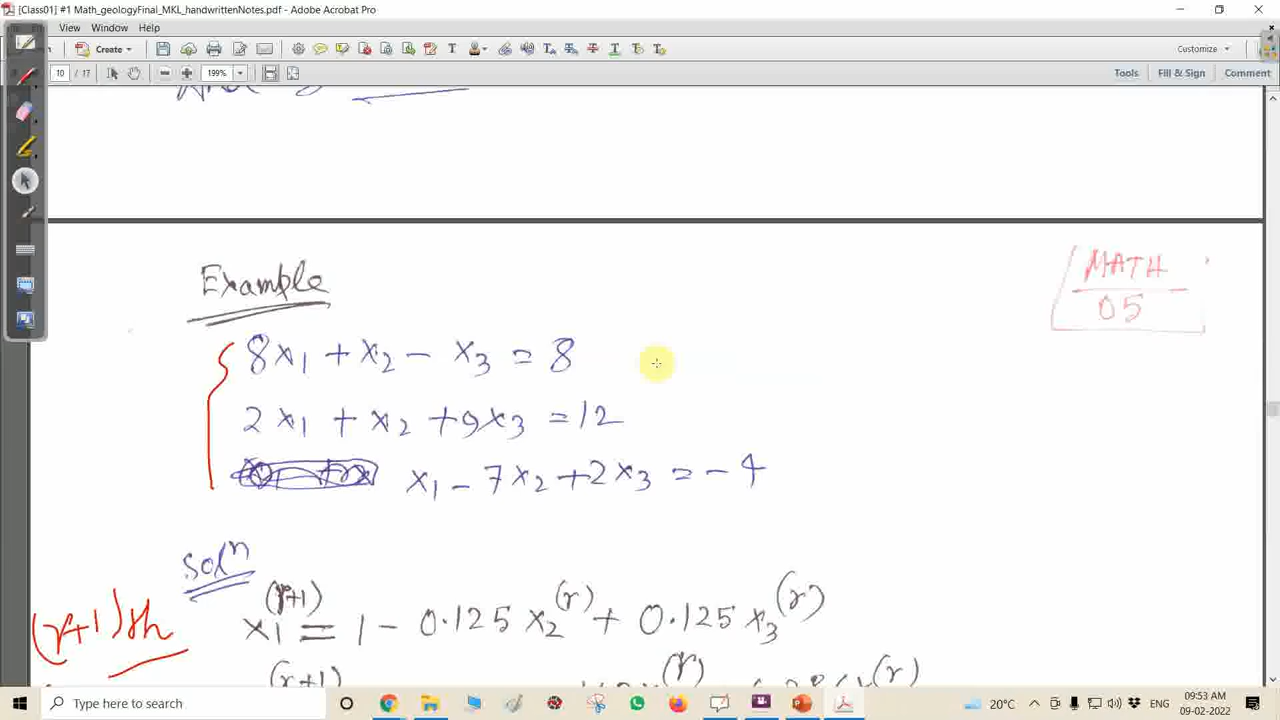 [Class01] #1 Math_geologyFinal_MKL_handwrittenNotes.pdf - Adobe Acrobat Pro
View Window Help
Create
Customize
10 / 17 199% Tools Fill & Sign Comment
Example
MATH
05
8x₁ + x₂ - x₃ = 8
2x₁ + x₂ + 9x₃ = 12
x₁ - 7x₂ + 2x₃ = -4
Solⁿ
(r+1)th
x₁^(r+1) = 1 - 0.125 x₂^(r) + 0.125 x₃^(r)
(r+1) (r) (r)
Type here to search
20°C ENG 09:53 AM
09-02-2022